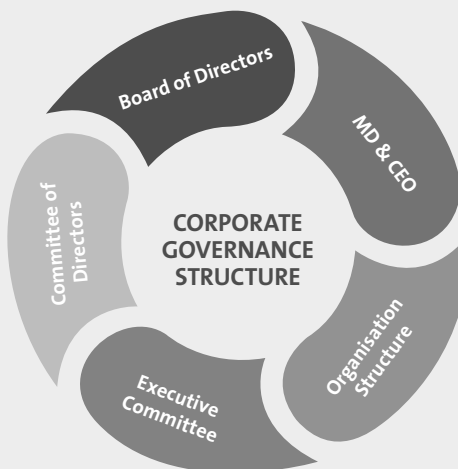 Board of Directors
MD & CEO
Organisation
Structure
Executive
Committee
Committee of
Directors
CORPORATE
GOVERNANCE
STRUCTURE